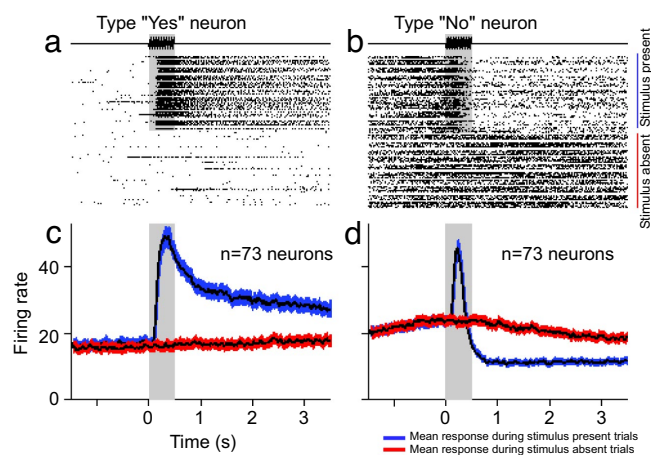 Type "Yes" neuron
Type "No" neuron
a
b
Stimulus present
Stimulus absent
c
d
n=73 neurons
n=73 neurons
Firing rate
40
20
0
0
1
2
3
0
1
2
3
Time (s)
Mean response during stimulus present trials
Mean response during stimulus absent trials